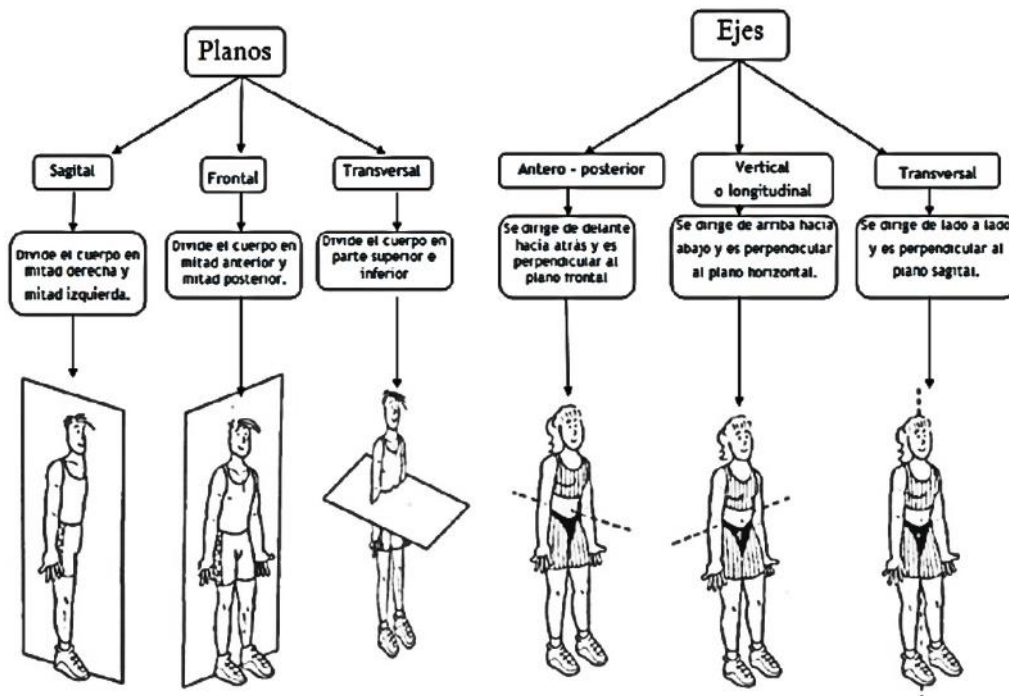 Planos
Sagital
Divide el cuerpo en
mitad derecha y
mitad izquierda.
Frontal
Divide el cuerpo en
mitad anterior y
mitad posterior.
Transversal
Divide el cuerpo en
parte superior e
inferior
Ejes
Antero - posterior
Se dirige de delante
hacia atrás y es
perpendicular al
plano frontal
Vertical
o longitudinal
Se dirige de arriba hacia
abajo y es perpendicular
al plano horizontal.
Transversal
Se dirige de lado a lado
y es perpendicular al
plano sagital.